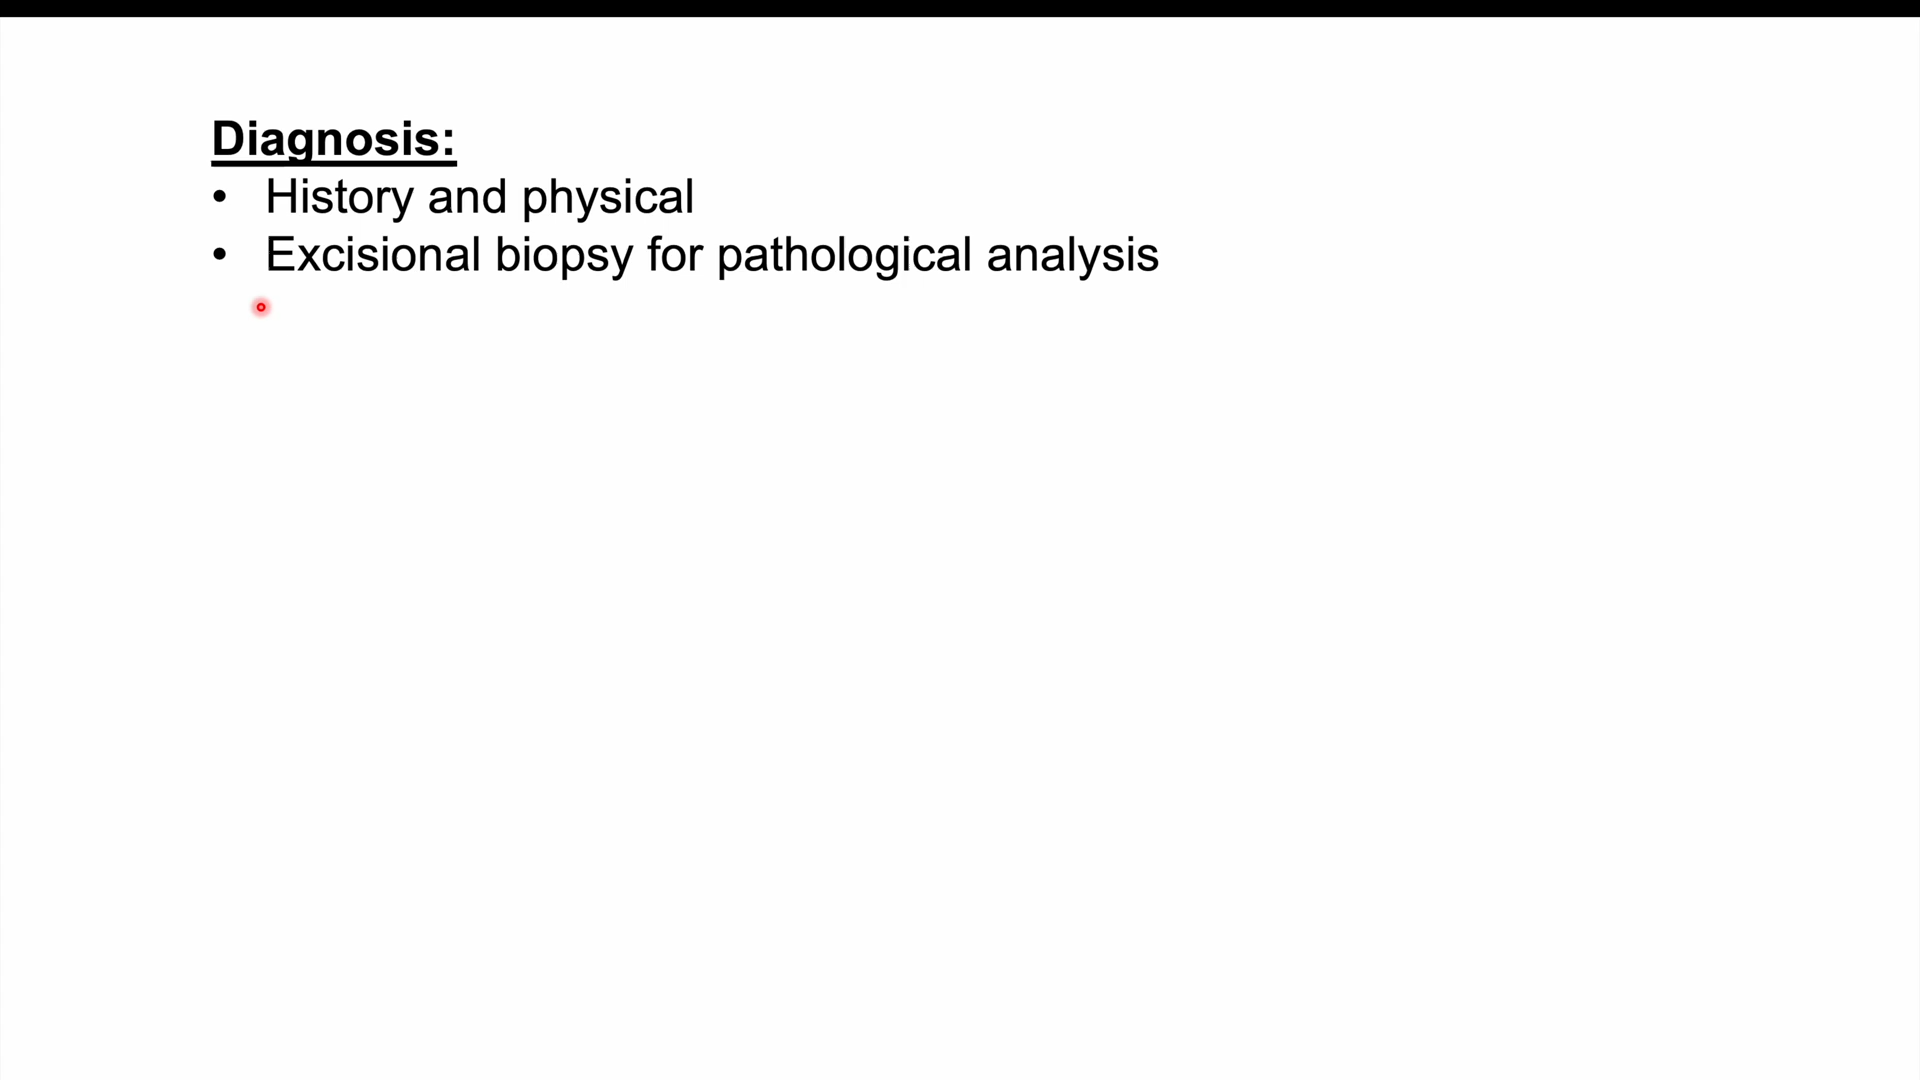 Diagnosis:
• History and physical
• Excisional biopsy for pathological analysis